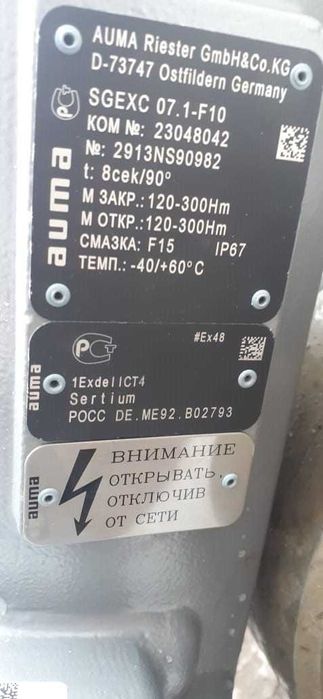 AUMA Riester GmbH&Co.KG
D-73747 Ostfildern Germany
SGEXC 07.1-F10
КОМ №: 23048042
№: 2913NS90982
t: 8сек/90°
М ЗАКР.:120-300Нm
М ОТКР.:120-300Нm
СМАЗКА: F15 IP67
ТЕМП.: -40/+60°C
auma
#Ex48
1ExdeIICT4
Sertium
РОСС DE.ME92.B02793
auma
ВНИМАНИЕ
ОТКРЫВАТЬ,
ОТКЛЮЧИВ
ОТ СЕТИ
auma